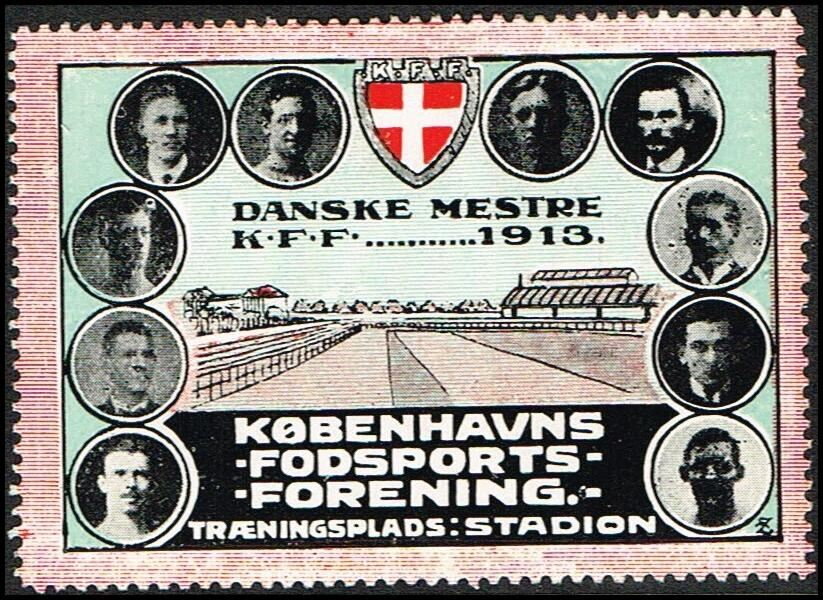 K·F·F·
DANSKE MESTRE
K·F·F·...........1913.
KØBENHAVNS
·FODSPORTS-
·FORENING.-
TRÆNINGSPLADS: STADION